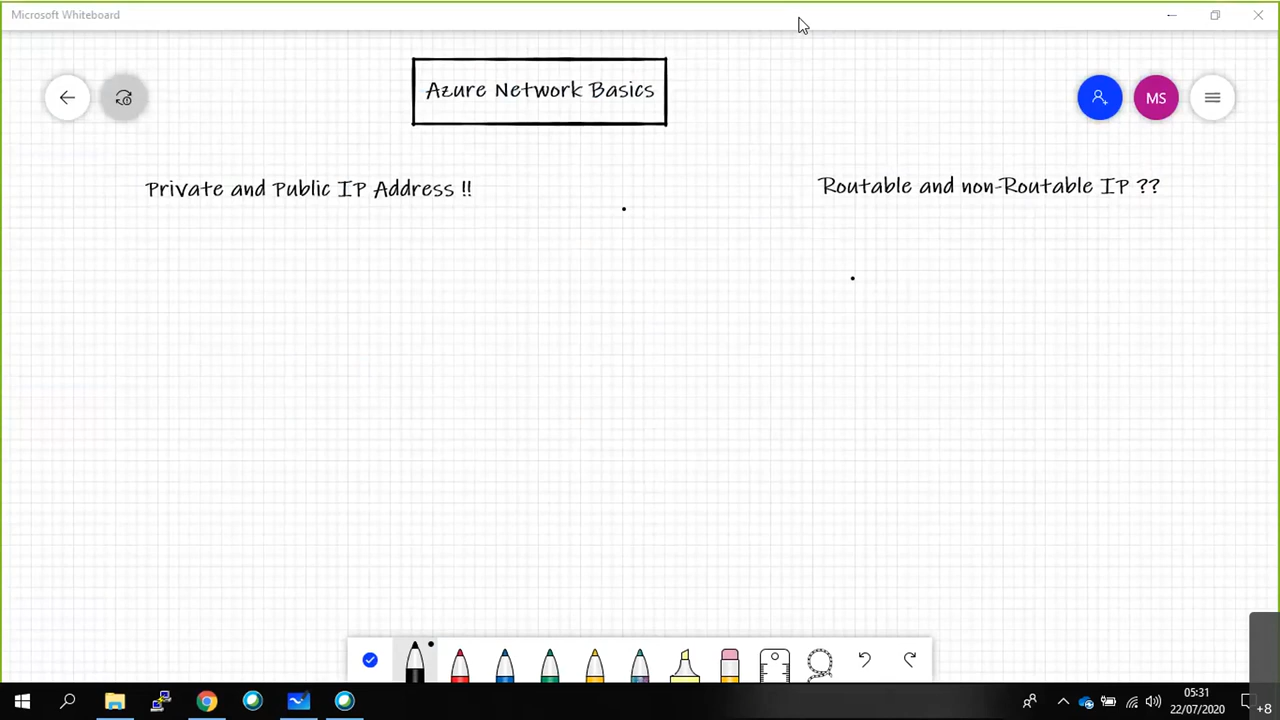 Microsoft Whiteboard
Azure Network Basics
MS
Private and Public IP Address !!
Routable and non-Routable IP ??
05:31
22/07/2020
+8